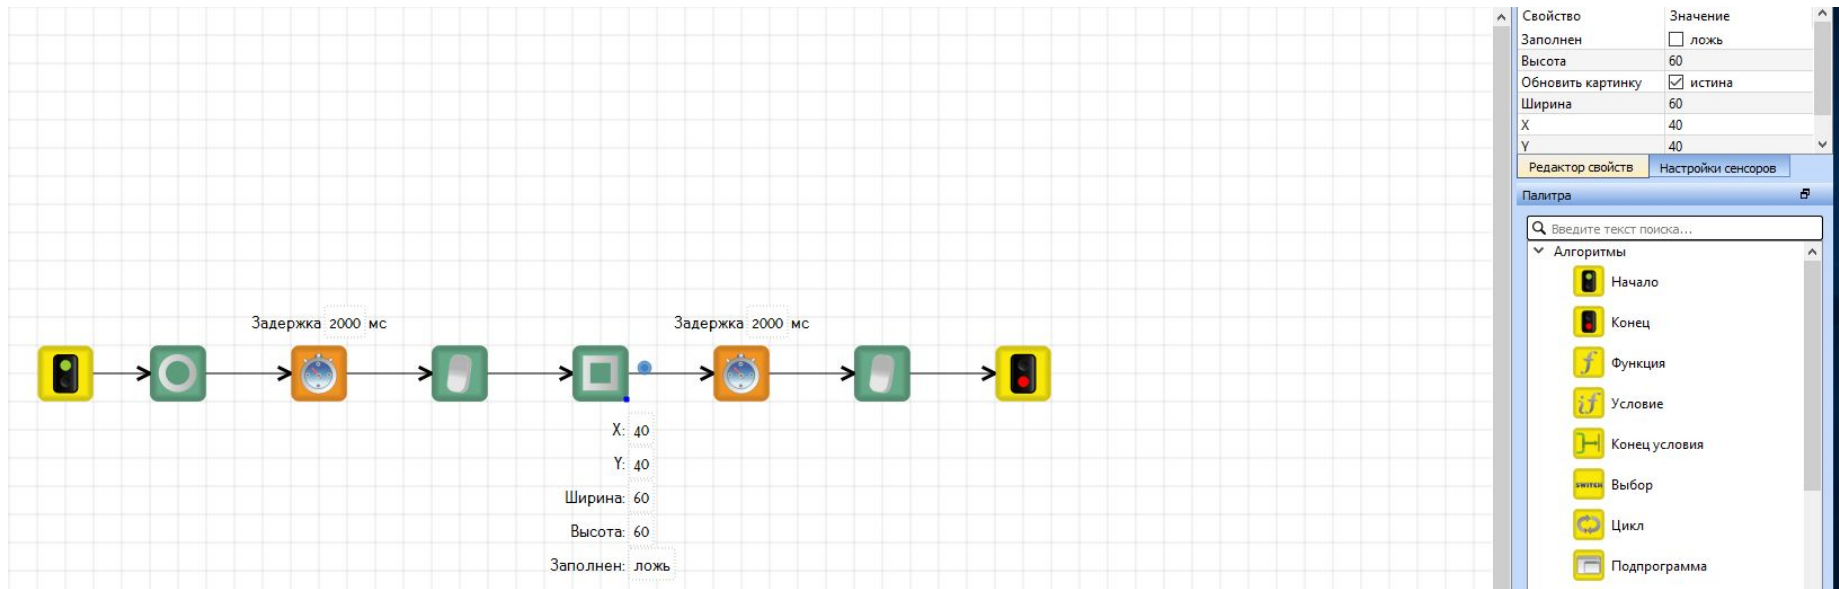 Свойство Значение
Заполнен ложь
Высота 60
Обновить картинку истина
Ширина 60
X 40
Y 40
Редактор свойств Настройки сенсоров
Палитра
Введите текст поиска...
Алгоритмы
Начало
Конец
Функция
Условие
Конец условия
SWITCH Выбор
Цикл
Подпрограмма
Задержка 2000 мс
Задержка 2000 мс
X: 40
Y: 40
Ширина: 60
Высота: 60
Заполнен: ложь
f
if